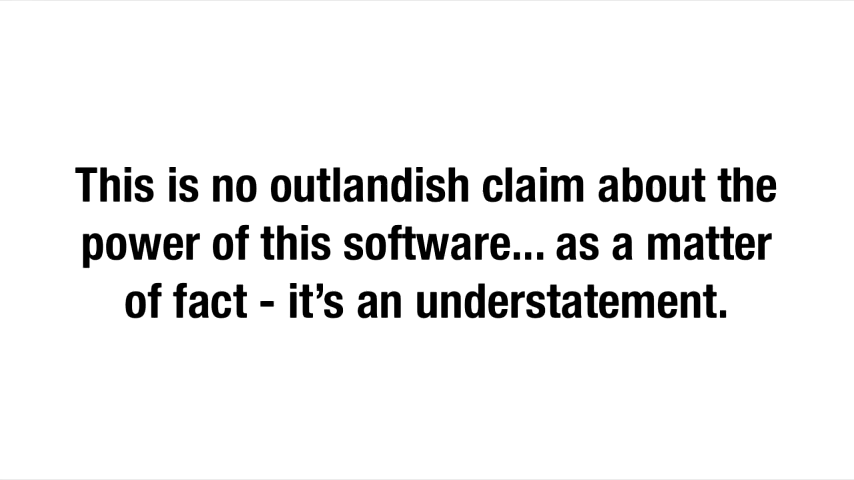 This is no outlandish claim about the
power of this software... as a matter
of fact - it’s an understatement.